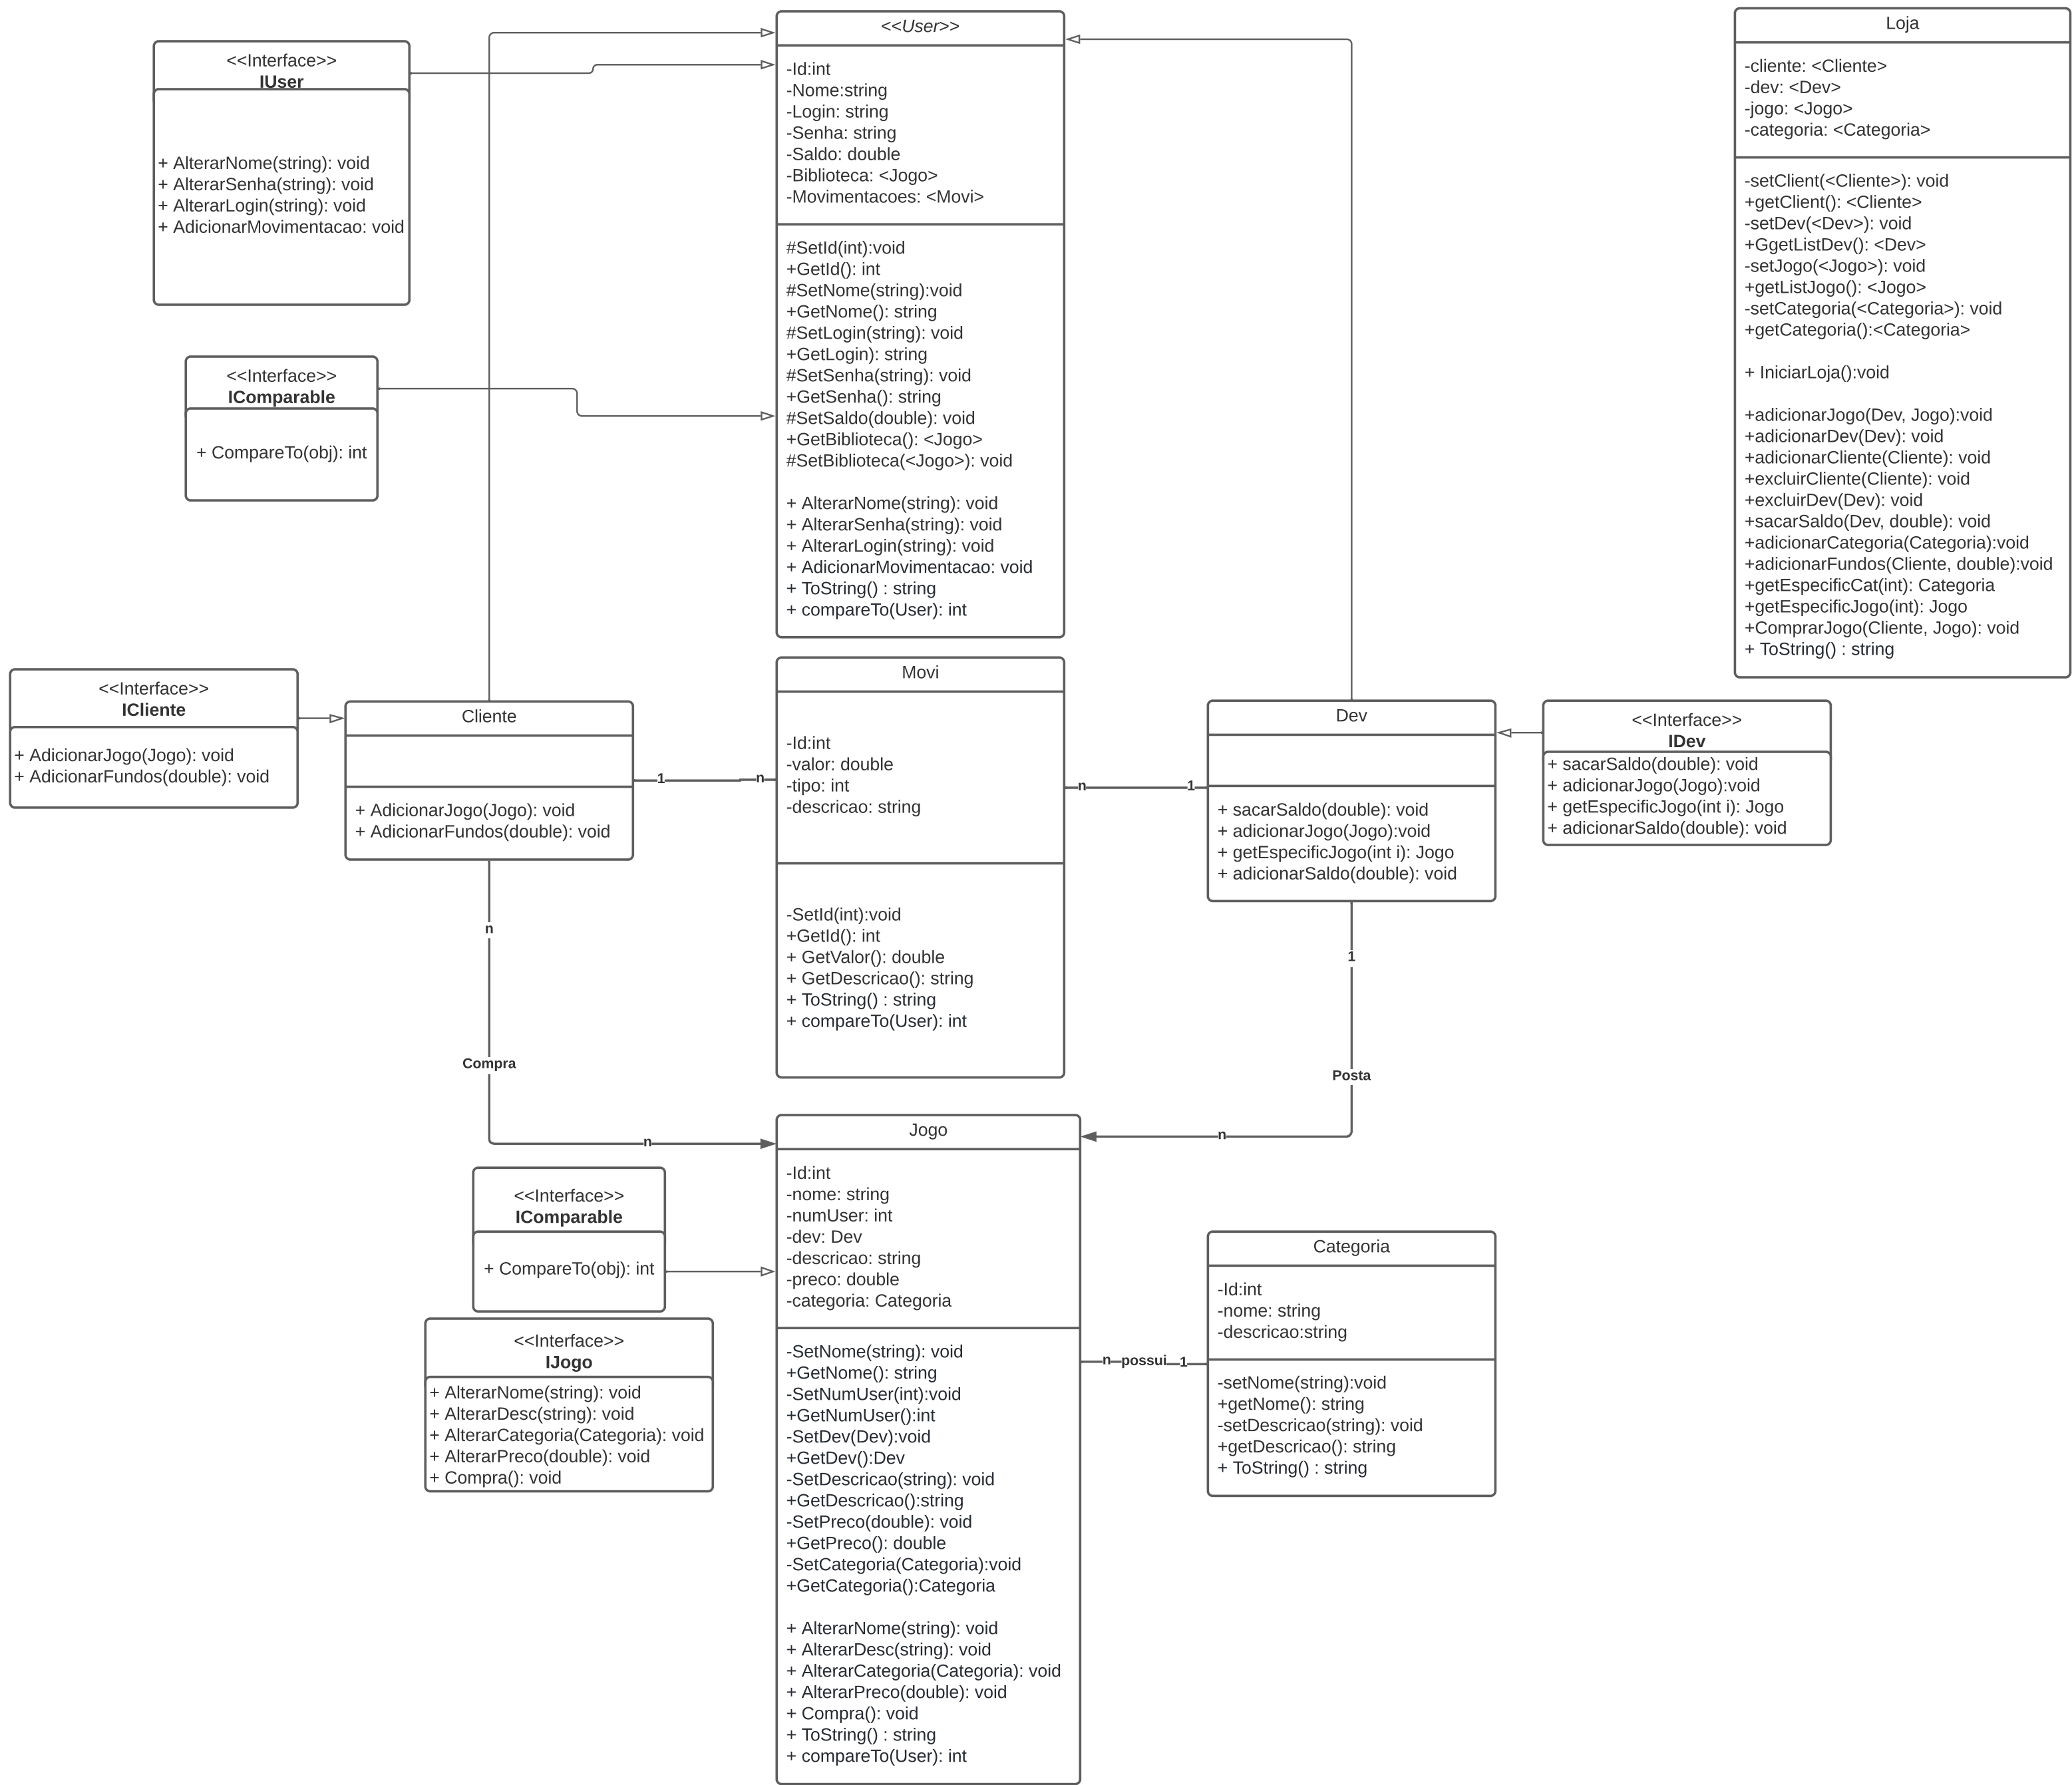 <<User>>
-Id:int
-Nome:string
-Login: string
-Senha: string
-Saldo: double
-Biblioteca: <Jogo>
-Movimentacoes: <Movi>
#SetId(int):void
+GetId(): int
#SetNome(string):void
+GetNome(): string
#SetLogin(string): void
+GetLogin): string
#SetSenha(string): void
+GetSenha(): string
#SetSaldo(double): void
+GetBiblioteca(): <Jogo>
#SetBiblioteca(<Jogo>): void
+ AlterarNome(string): void
+ AlterarSenha(string): void
+ AlterarLogin(string): void
+ AdicionarMovimentacao: void
+ ToString() : string
+ compareTo(User): int
<<Interface>>
IUser
+ AlterarNome(string): void
+ AlterarSenha(string): void
+ AlterarLogin(string): void
+ AdicionarMovimentacao: void
<<Interface>>
IComparable
+ CompareTo(obj): int
Loja
-cliente: <Cliente>
-dev: <Dev>
-jogo: <Jogo>
-categoria: <Categoria>
-setClient(<Cliente>): void
+getClient(): <Cliente>
-setDev(<Dev>): void
+GgetListDev(): <Dev>
-setJogo(<Jogo>): void
+getListJogo(): <Jogo>
-setCategoria(<Categoria>): void
+getCategoria():<Categoria>
+ IniciarLoja():void
+adicionarJogo(Dev, Jogo):void
+adicionarDev(Dev): void
+adicionarCliente(Cliente): void
+excluirCliente(Cliente): void
+excluirDev(Dev): void
+sacarSaldo(Dev, double): void
+adicionarCategoria(Categoria):void
+adicionarFundos(Cliente, double):void
+getEspecificCat(int): Categoria
+getEspecificJogo(int): Jogo
+ComprarJogo(Cliente, Jogo): void
+ ToString() : string
<<Interface>>
ICliente
+ AdicionarJogo(Jogo): void
+ AdicionarFundos(double): void
Cliente
+ AdicionarJogo(Jogo): void
+ AdicionarFundos(double): void
1
n
Movi
-Id:int
-valor: double
-tipo: int
-descricao: string
-SetId(int):void
+GetId(): int
+ GetValor(): double
+ GetDescricao(): string
+ ToString() : string
+ compareTo(User): int
n
1
Dev
+ sacarSaldo(double): void
+ adicionarJogo(Jogo):void
+ getEspecificJogo(int i): Jogo
+ adicionarSaldo(double): void
<<Interface>>
IDev
+ sacarSaldo(double): void
+ adicionarJogo(Jogo):void
+ getEspecificJogo(int i): Jogo
+ adicionarSaldo(double): void
n
Compra
n
1
Posta
n
Jogo
-Id:int
-nome: string
-numUser: int
-dev: Dev
-descricao: string
-preco: double
-categoria: Categoria
-SetNome(string): void
+GetNome(): string
-SetNumUser(int):void
+GetNumUser():int
-SetDev(Dev):void
+GetDev():Dev
-SetDescricao(string): void
+GetDescricao():string
-SetPreco(double): void
+GetPreco(): double
-SetCategoria(Categoria):void
+GetCategoria():Categoria
+ AlterarNome(string): void
+ AlterarDesc(string): void
+ AlterarCategoria(Categoria): void
+ AlterarPreco(double): void
+ Compra(): void
+ ToString() : string
+ compareTo(User): int
<<Interface>>
IComparable
+ CompareTo(obj): int
<<Interface>>
IJogo
+ AlterarNome(string): void
+ AlterarDesc(string): void
+ AlterarCategoria(Categoria): void
+ AlterarPreco(double): void
+ Compra(): void
n possui 1
Categoria
-Id:int
-nome: string
-descricao:string
-setNome(string):void
+getNome(): string
-setDescricao(string): void
+getDescricao(): string
+ ToString() : string